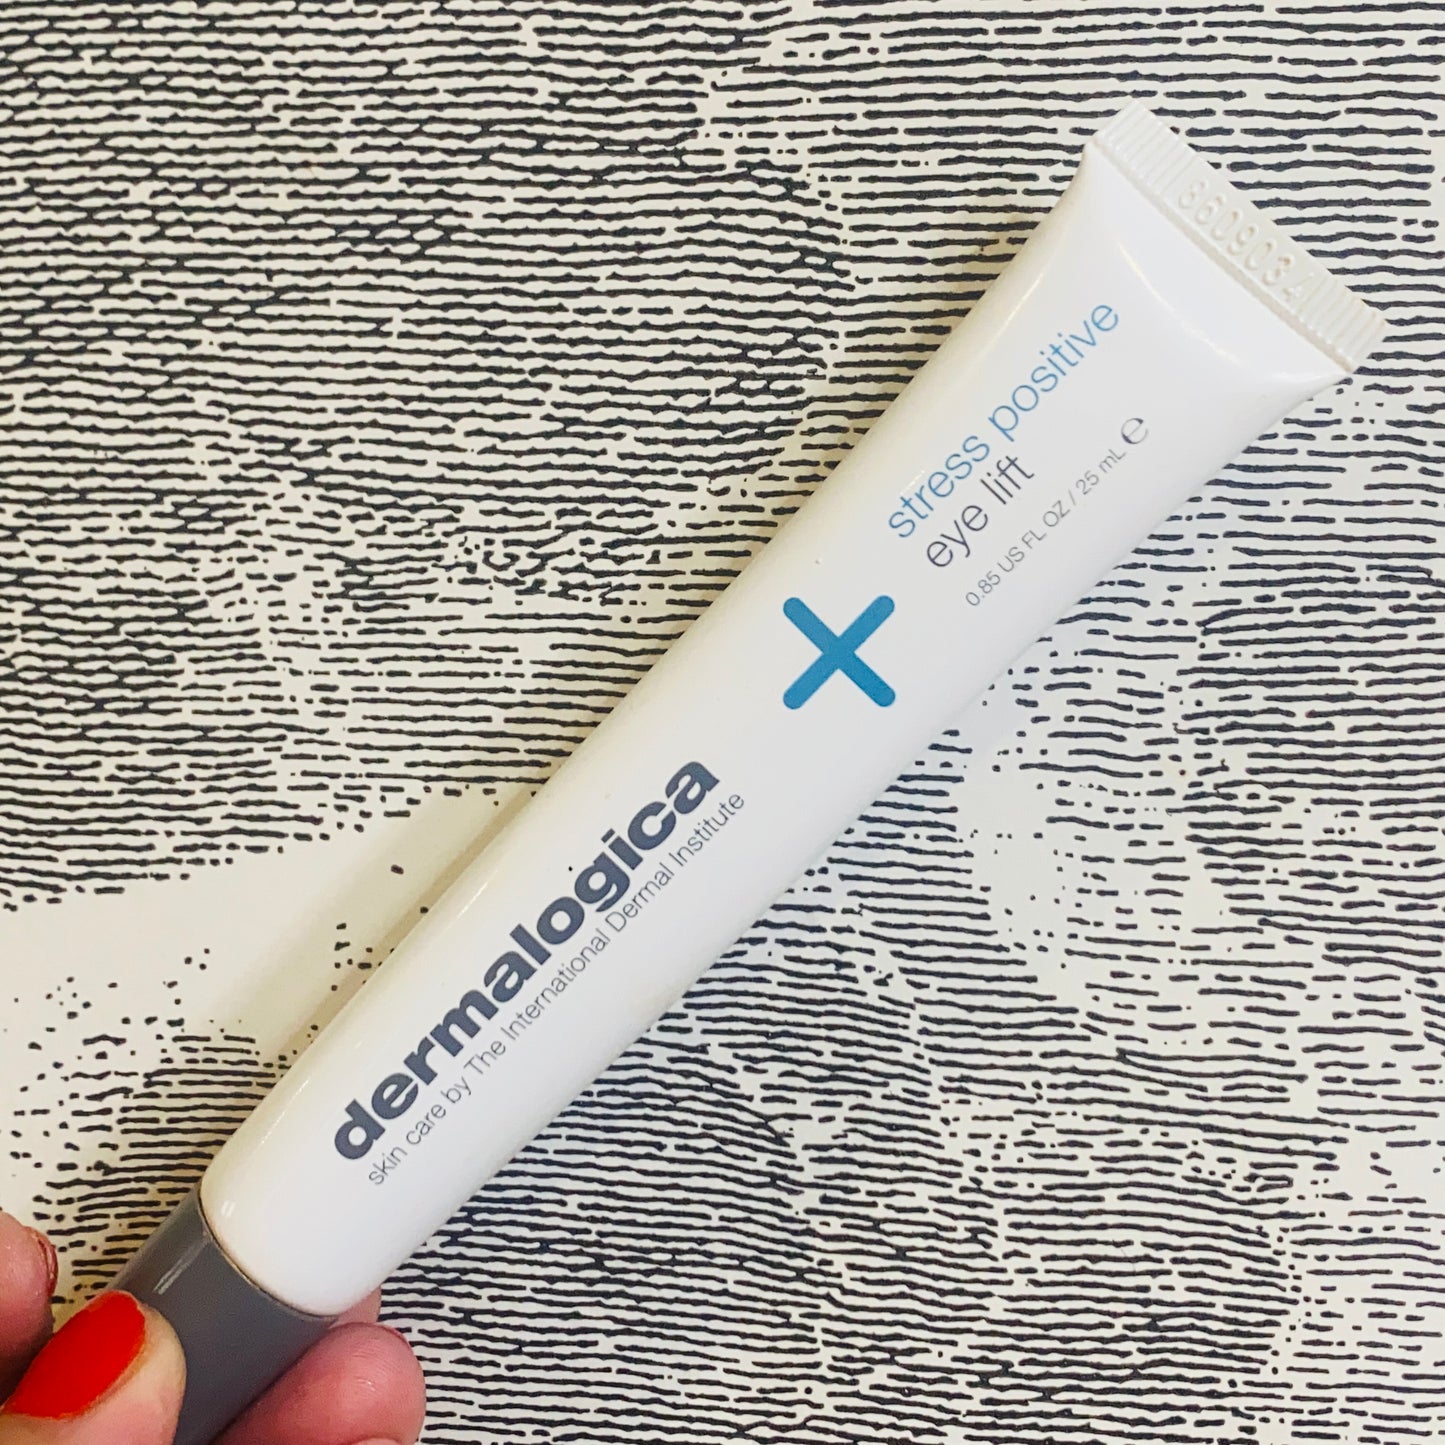 8609034
stress positive
eye lift
0.85 US FL OZ / 25 mL ℮
dermalogica
skin care by The International Dermal Institute